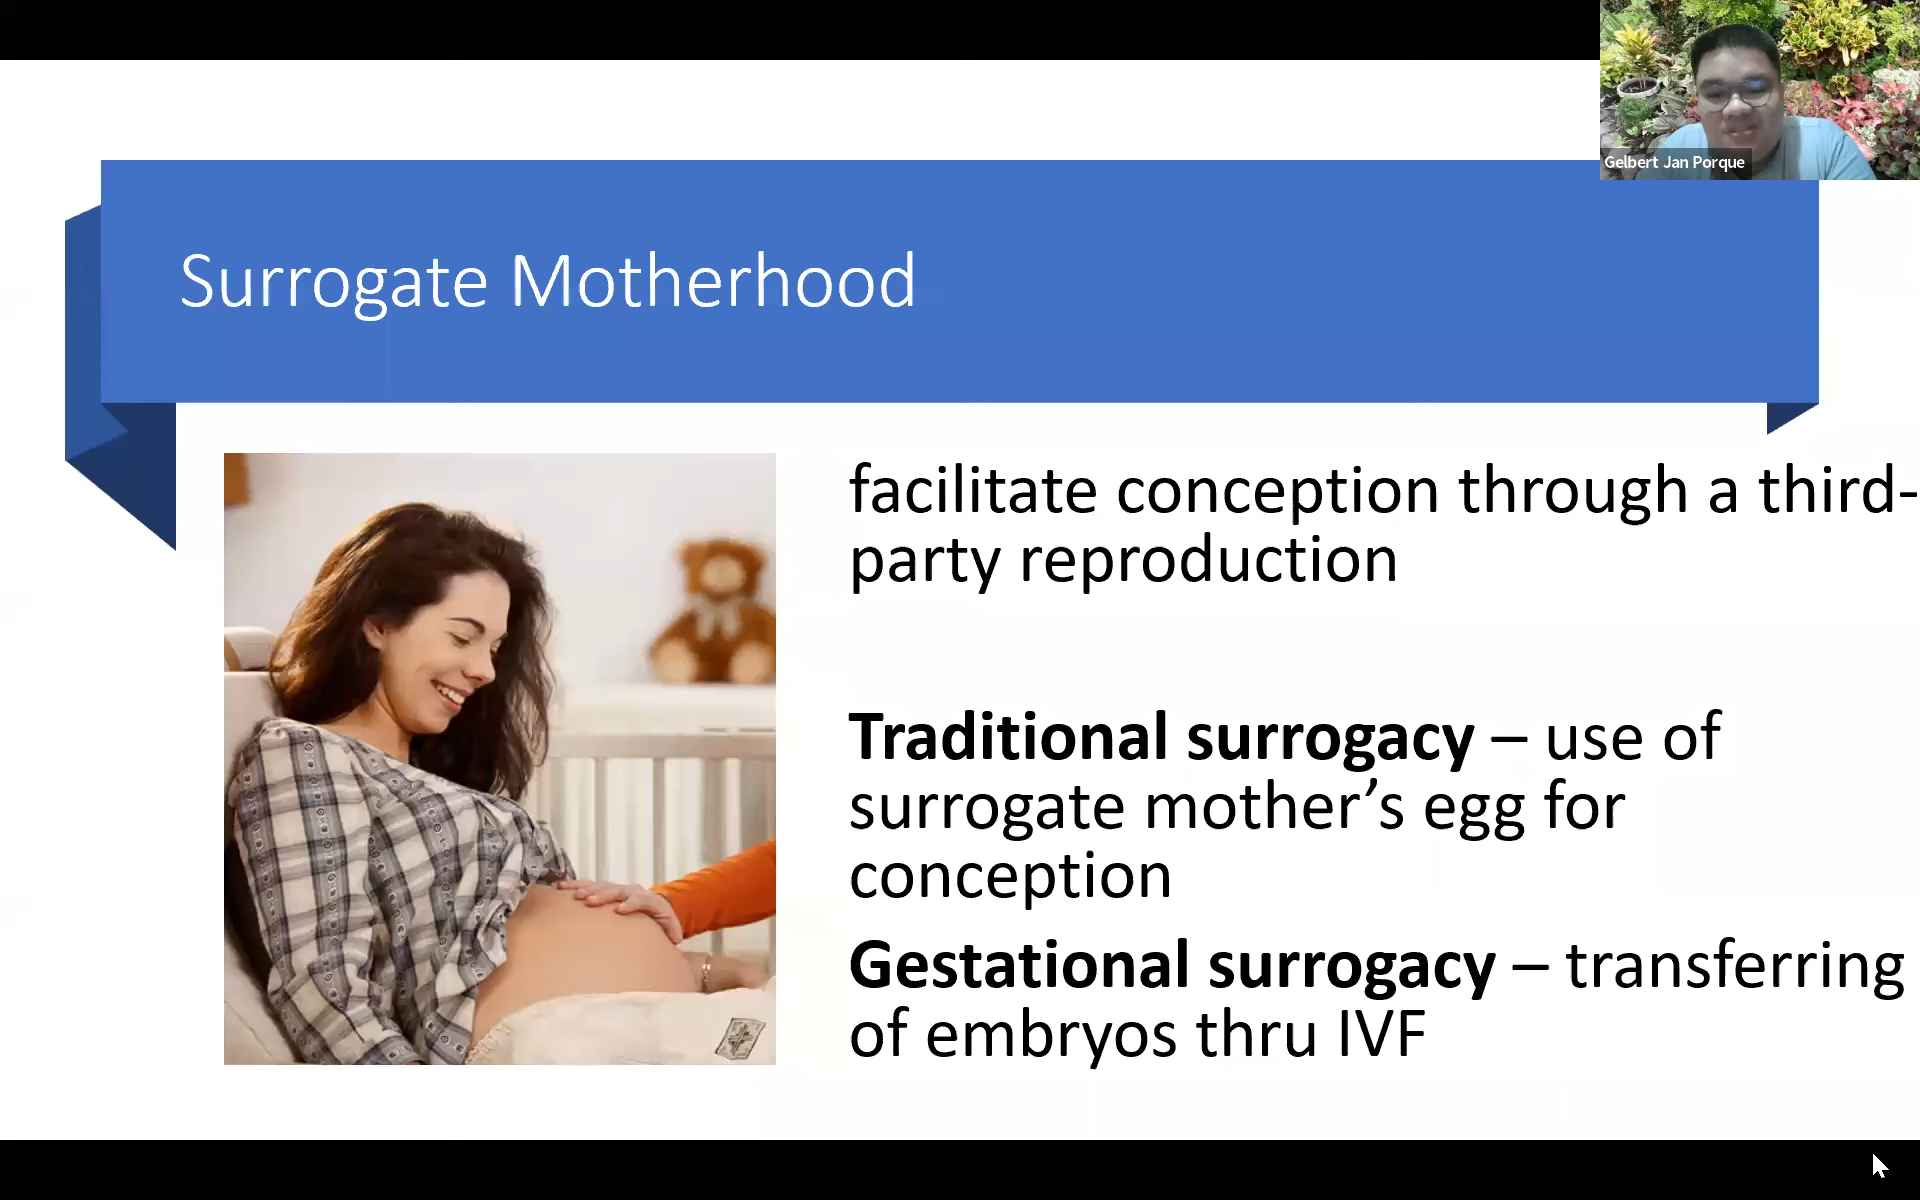 Gelbert Jan Porque
Surrogate Motherhood
facilitate conception through a third-
party reproduction
Traditional surrogacy – use of
surrogate mother’s egg for
conception
Gestational surrogacy – transferring
of embryos thru IVF